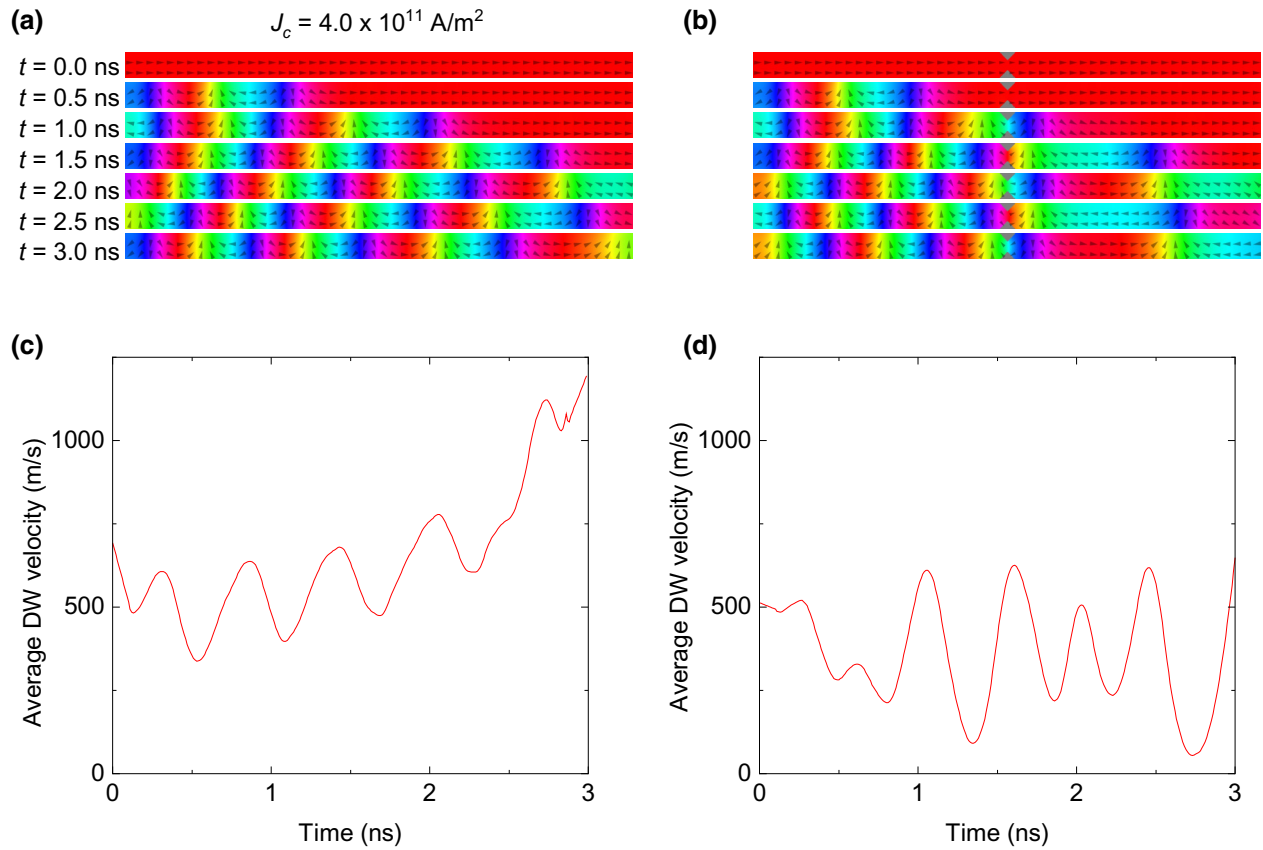 (a)
J_c = 4.0 x 10^11 A/m^2
(b)
t = 0.0 ns
t = 0.5 ns
t = 1.0 ns
t = 1.5 ns
t = 2.0 ns
t = 2.5 ns
t = 3.0 ns
(c)
1000
500
0
Average DW velocity (m/s)
0
1
2
3
Time (ns)
(d)
1000
500
0
Average DW velocity (m/s)
0
1
2
3
Time (ns)